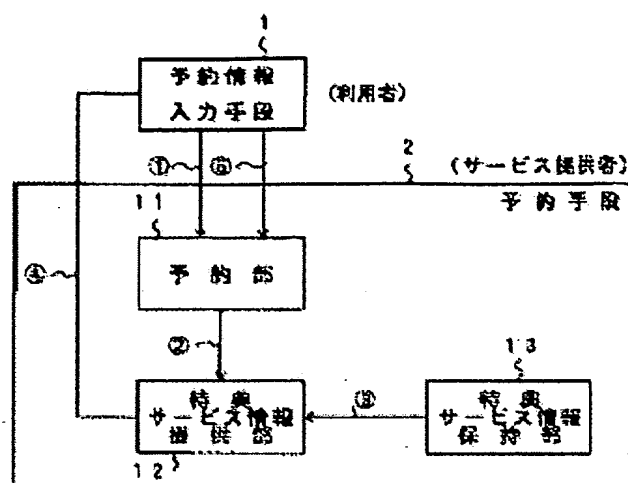 1
予約情報
入力手段
(利用者)
① ⑤
2
(サービス提供者)
予約手段
11
予約部
④
②
13
特典
サービス情報
提供部
③
特典
サービス情報
保持部
12